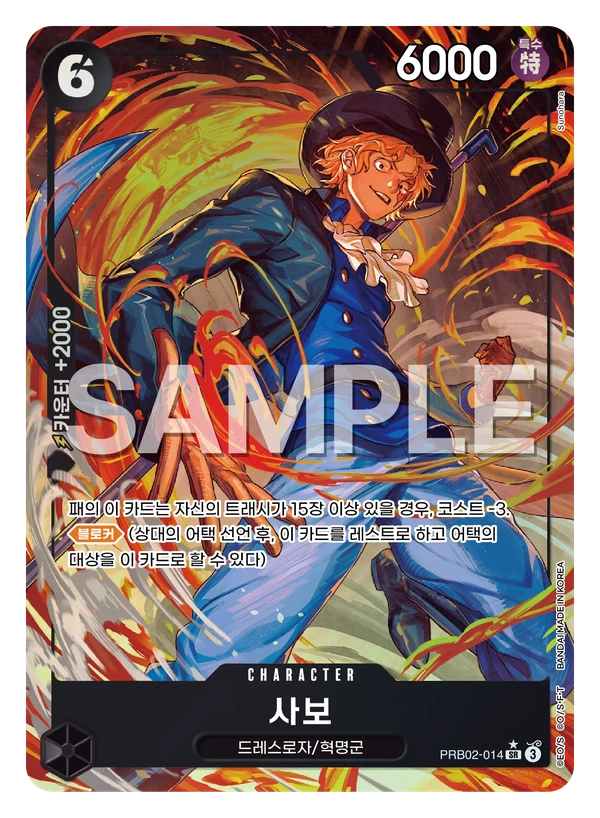 6
6000
특수
特
Sunohara
카운터 +2000
SAMPLE
패의 이 카드는 자신의 트래시가 15장 이상 있을 경우, 코스트 -3.
블로커 (상대의 어택 선언 후, 이 카드를 레스트로 하고 어택의
대상을 이 카드로 할 수 있다)
CHARACTER
사보
드레스로자/혁명군
PRB02-014 SR 3
©EO/S ©O/S·F·T BANDAI MADE IN KOREA